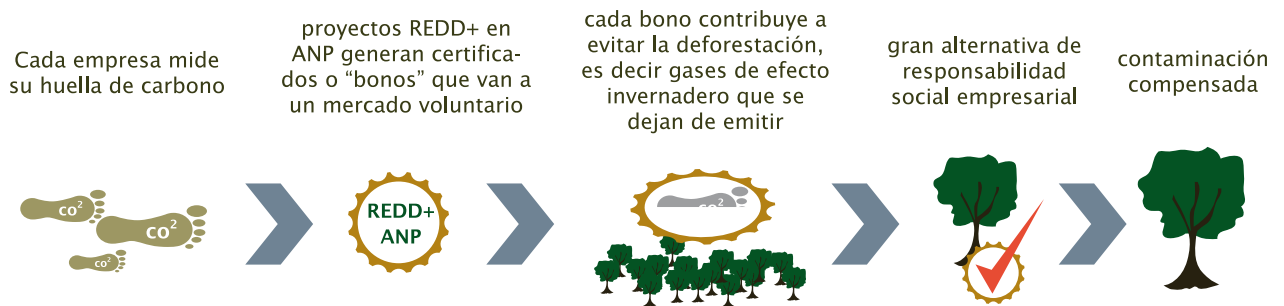 Cada empresa mide
su huella de carbono
proyectos REDD+ en
ANP generan certifica-
dos o “bonos” que van a
un mercado voluntario
cada bono contribuye a
evitar la deforestación,
es decir gases de efecto
invernadero que se
dejan de emitir
gran alternativa de
responsabilidad
social empresarial
contaminación
compensada
co²
co²
co²
REDD+
ANP
co²